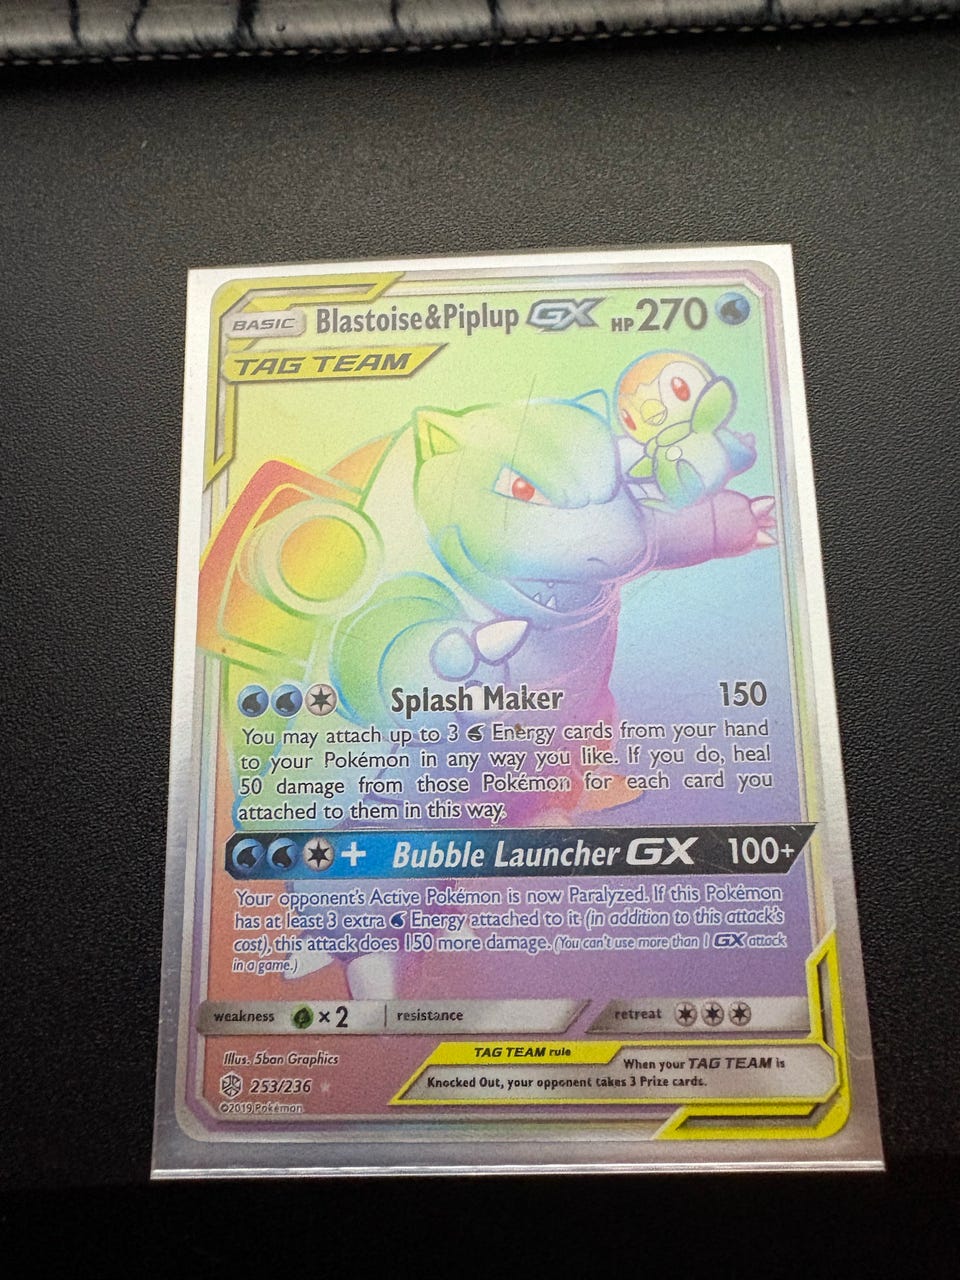 BASIC Blastoise&Piplup GX HP 270
TAG TEAM
Splash Maker 150
You may attach up to 3 Energy cards from your hand
to your Pokémon in any way you like. If you do, heal
50 damage from those Pokémon for each card you
attached to them in this way.
+ Bubble Launcher GX 100+
Your opponent's Active Pokémon is now Paralyzed. If this Pokémon
has at least 3 extra Energy attached to it (in addition to this attack's
cost), this attack does 150 more damage. (You can't use more than 1 GX attack
in a game.)
weakness ×2 resistance retreat
Illus. 5ban Graphics
TAG TEAM rule
When your TAG TEAM is
Knocked Out, your opponent takes 3 Prize cards.
253/236
©2019 Pokémon